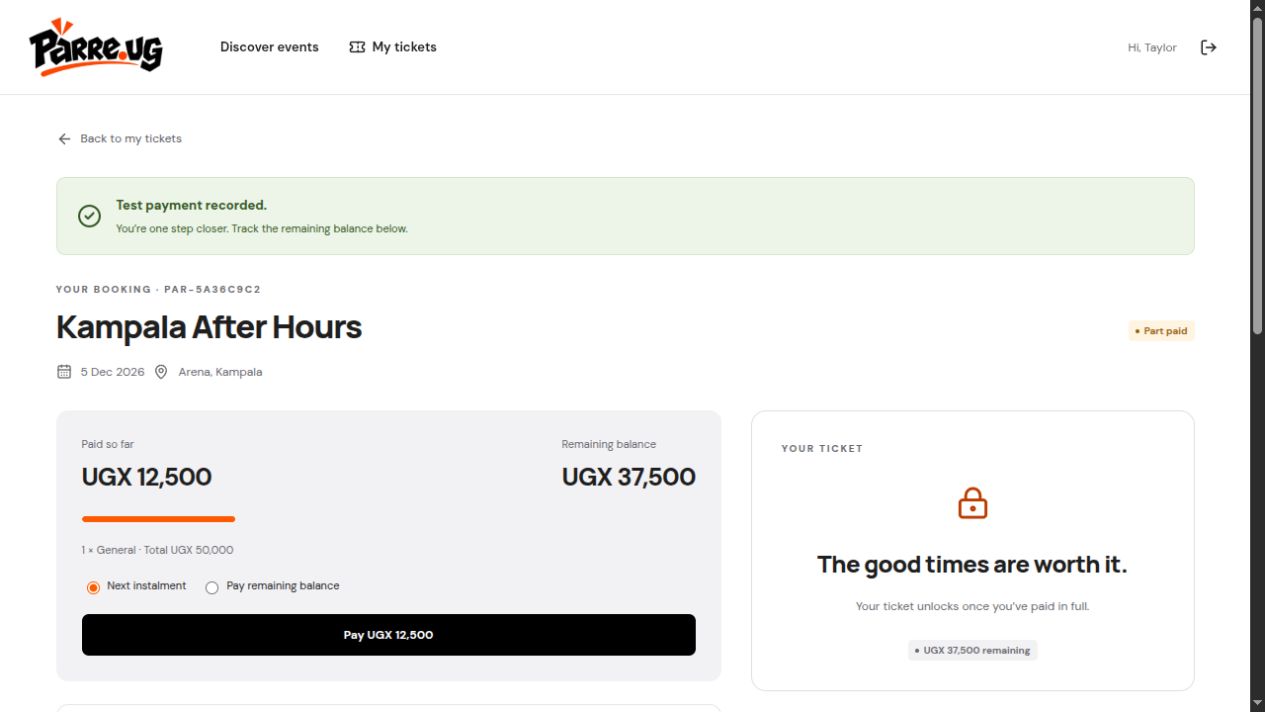 Parre.ug
Discover events
My tickets
Hi, Taylor
Back to my tickets
Test payment recorded.
You're one step closer. Track the remaining balance below.
YOUR BOOKING · PAR-5A36C9C2
Kampala After Hours
• Part paid
5 Dec 2026
Arena, Kampala
Paid so far
UGX 12,500
Remaining balance
UGX 37,500
1 × General · Total UGX 50,000
Next instalment
Pay remaining balance
Pay UGX 12,500
YOUR TICKET
The good times are worth it.
Your ticket unlocks once you've paid in full.
• UGX 37,500 remaining